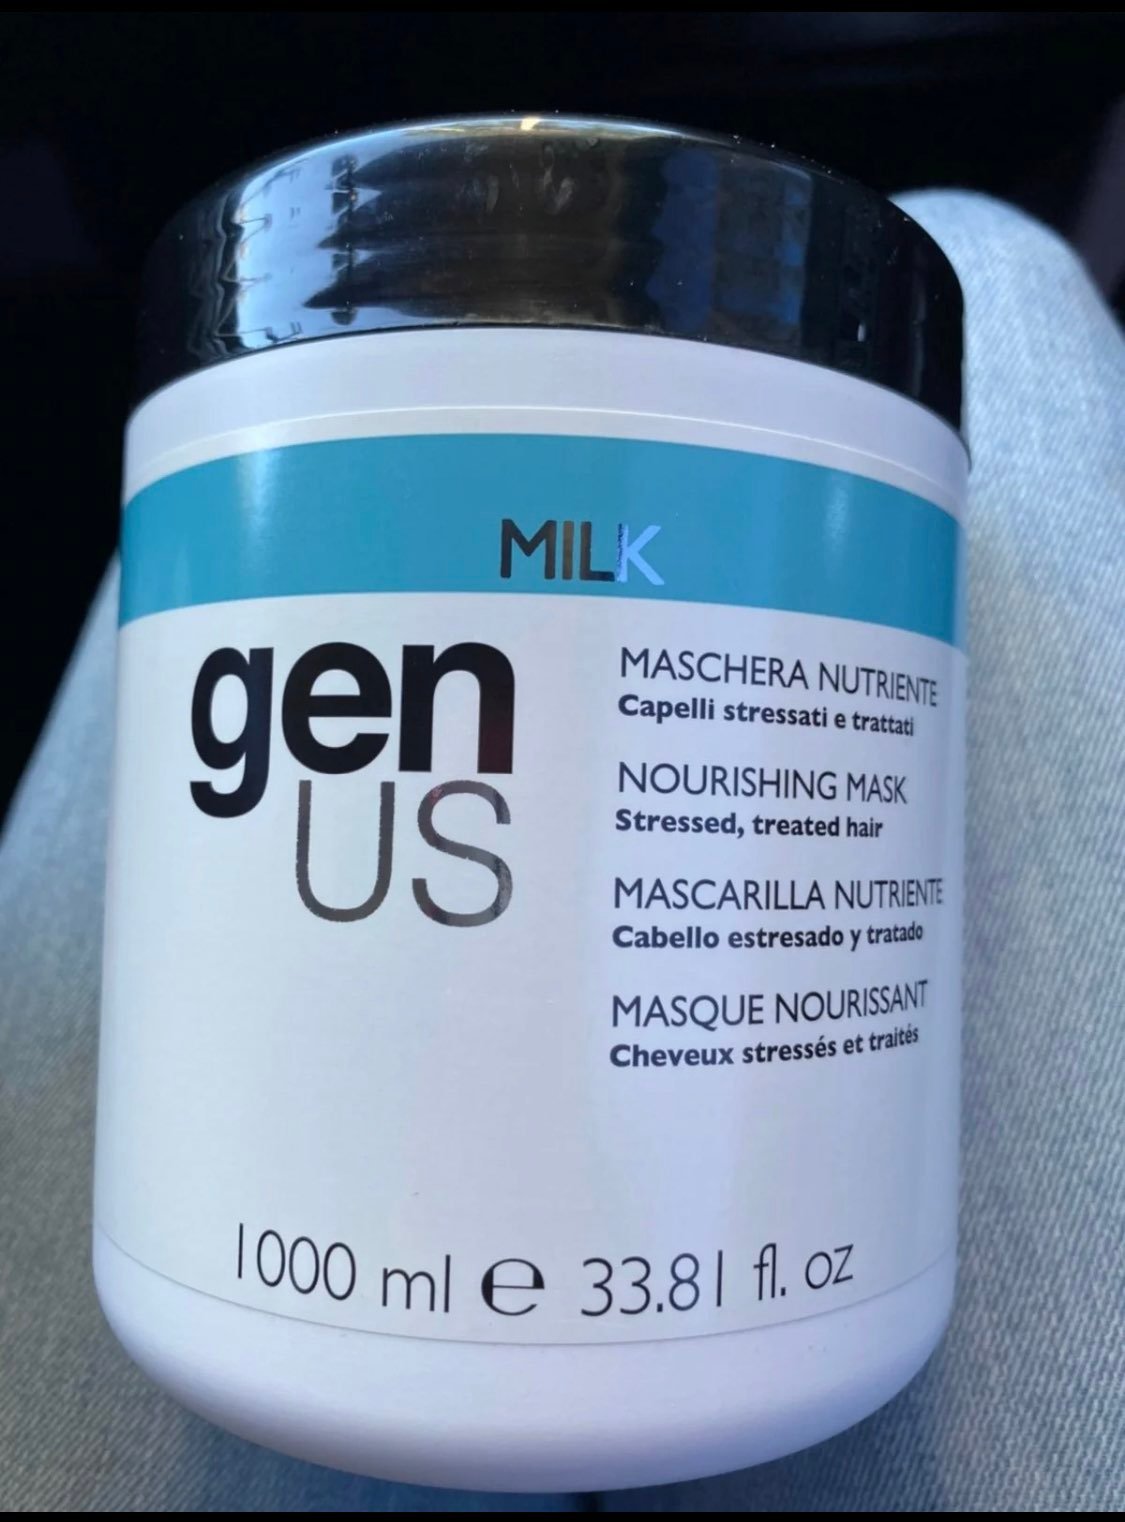 MILK
gen
US
MASCHERA NUTRIENTE
Capelli stressati e trattati
NOURISHING MASK
Stressed, treated hair
MASCARILLA NUTRIENTE
Cabello estresado y tratado
MASQUE NOURISSANT
Cheveux stressés et traités
1000 ml e 33.81 fl. oz